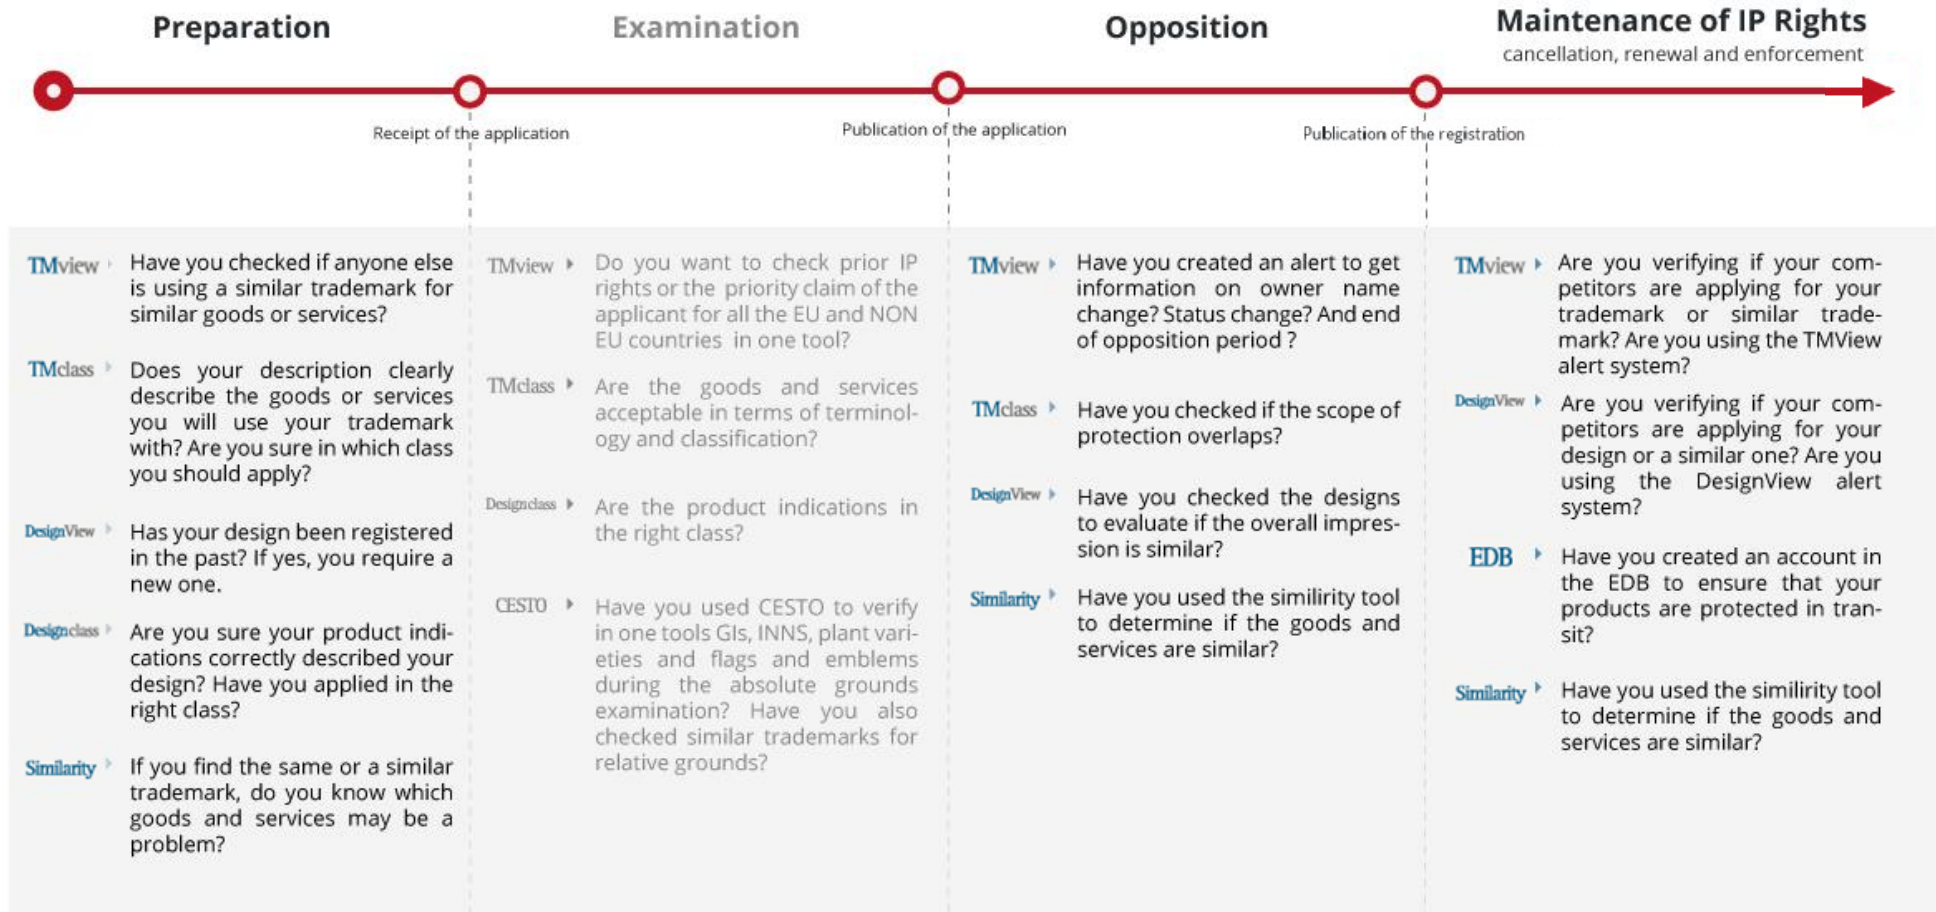 Preparation
Examination
Opposition
Maintenance of IP Rights
cancellation, renewal and enforcement
Receipt of the application
Publication of the application
Publication of the registration
TMview
Have you checked if anyone else
is using a similar trademark for
similar goods or services?
TMclass
Does your description clearly
describe the goods or services
you will use your trademark
with? Are you sure in which class
you should apply?
DesignView
Has your design been registered
in the past? If yes, you require a
new one.
Designclass
Are you sure your product indi-
cations correctly described your
design? Have you applied in the
right class?
Similarity
If you find the same or a similar
trademark, do you know which
goods and services may be a
problem?
TMview
Do you want to check prior IP
rights or the priority claim of the
applicant for all the EU and NON
EU countries in one tool?
TMclass
Are the goods and services
acceptable in terms of terminol-
ogy and classification?
Designclass
Are the product indications in
the right class?
CESTO
Have you used CESTO to verify
in one tools GIs, INNS, plant vari-
eties and flags and emblems
during the absolute grounds
examination? Have you also
checked similar trademarks for
relative grounds?
TMview
Have you created an alert to get
information on owner name
change? Status change? And end
of opposition period ?
TMclass
Have you checked if the scope of
protection overlaps?
DesignView
Have you checked the designs
to evaluate if the overall impres-
sion is similar?
Similarity
Have you used the similirity tool
to determine if the goods and
services are similar?
TMview
Are you verifying if your com-
petitors are applying for your
trademark or similar trade-
mark? Are you using the TMView
alert system?
DesignView
Are you verifying if your com-
petitors are applying for your
design or a similar one? Are you
using the DesignView alert
system?
EDB
Have you created an account in
the EDB to ensure that your
products are protected in tran-
sit?
Similarity
Have you used the similirity tool
to determine if the goods and
services are similar?